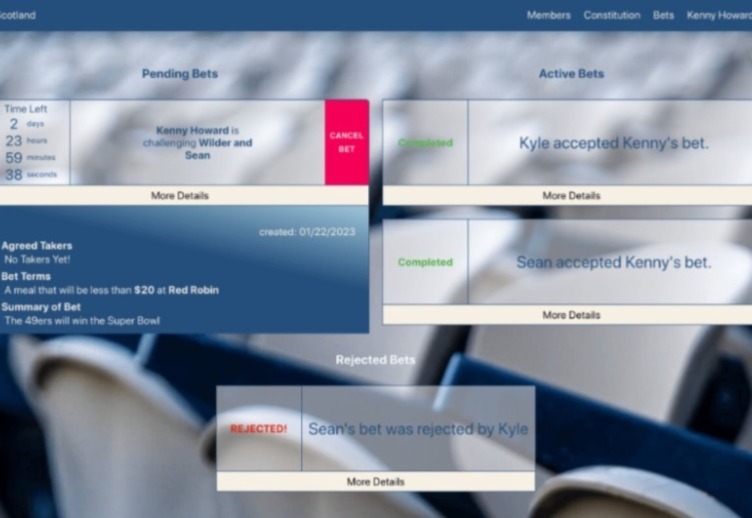 Scotland
Members Constitution Bets Kenny Howard
Pending Bets
Time Left
2 days
23 hours
59 minutes
38 seconds
Kenny Howard is
challenging Wilder and
Sean
CANCEL
BET
More Details
created: 01/22/2023
Agreed Takers
No Takers Yet!
Bet Terms
A meal that will be less than $20 at Red Robin
Summary of Bet
The 49ers will win the Super Bowl
Active Bets
Completed
Kyle accepted Kenny's bet.
More Details
Completed
Sean accepted Kenny's bet.
More Details
Rejected Bets
REJECTED!
Sean's bet was rejected by Kyle
More Details